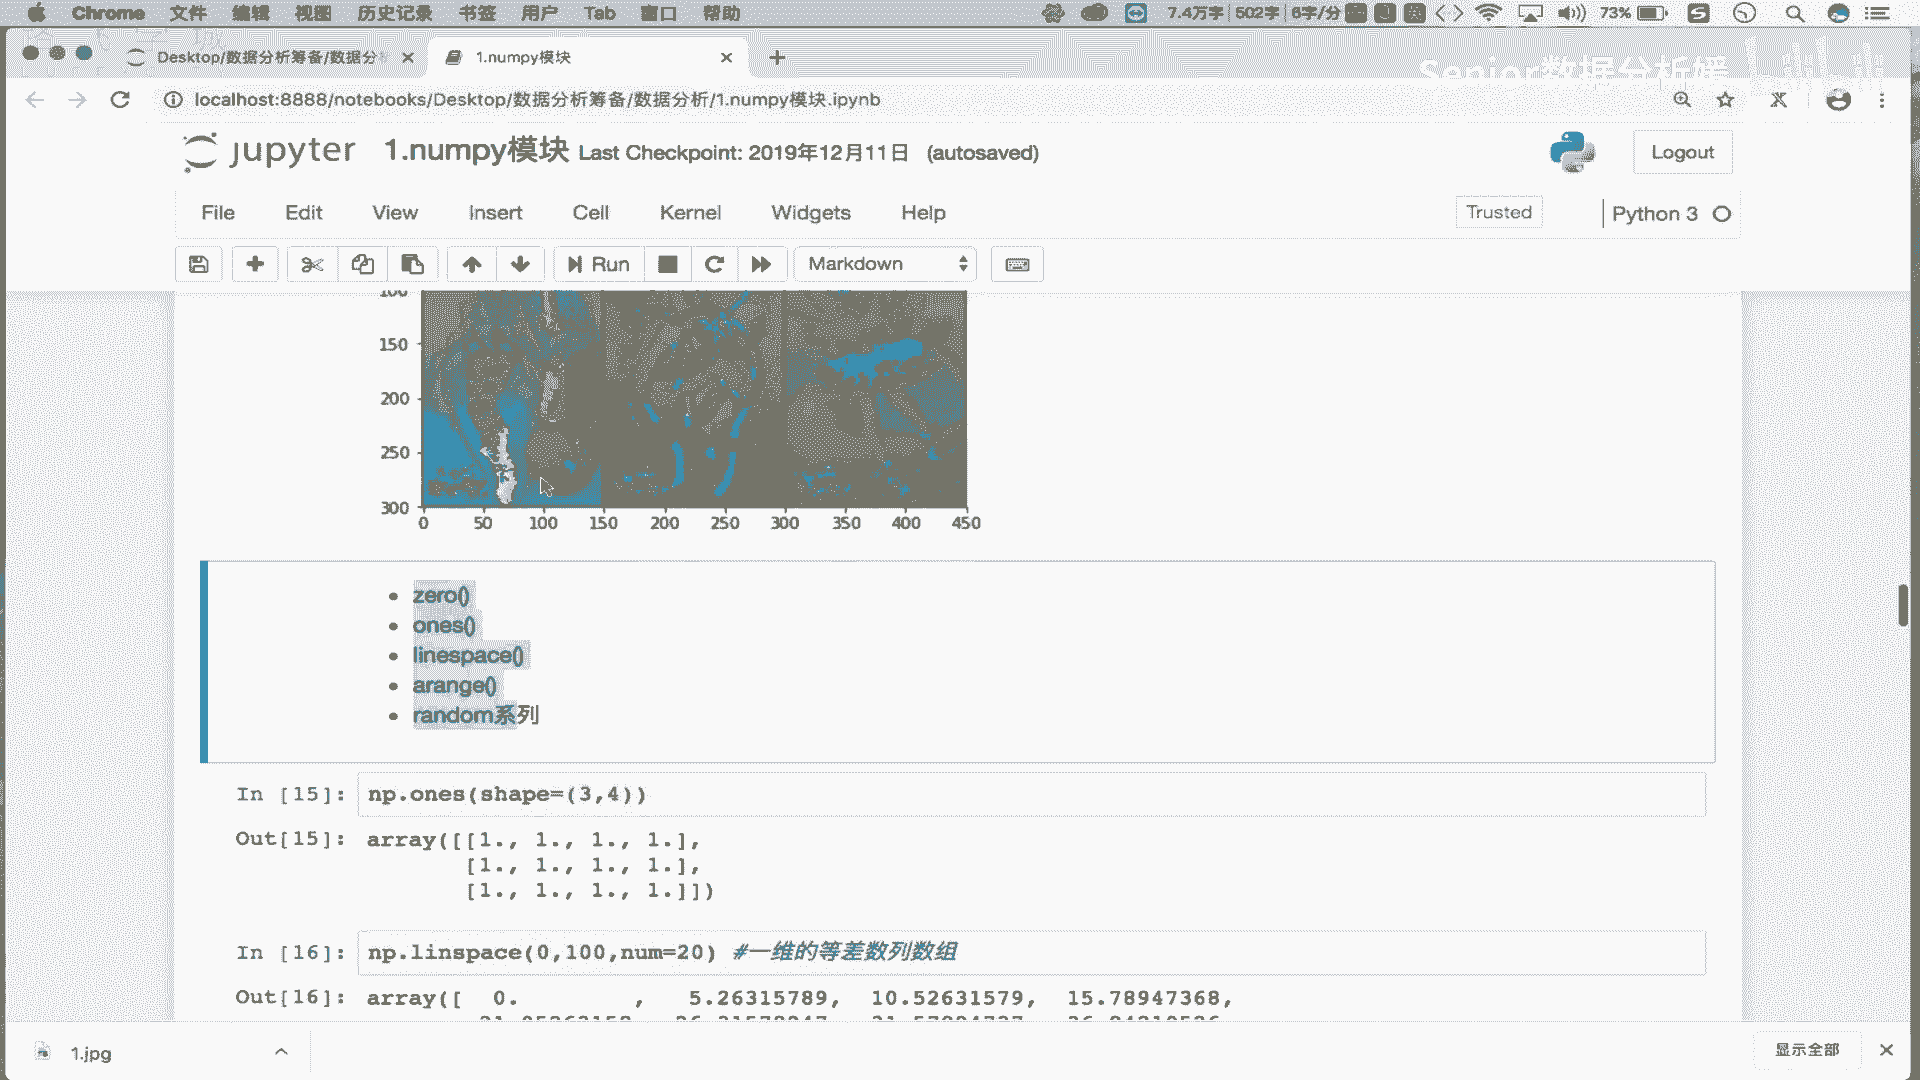 Chrome 文件 编辑 视图 历史记录 书签 用户 Tab 窗口 帮助 7.4万字 502字 6字/分 73%
Desktop/数据分析筹备/数据分析 1.numpy模块
Senior数据分析媛
localhost:8888/notebooks/Desktop/数据分析筹备/数据分析/1.numpy模块.ipynb
jupyter 1.numpy模块 Last Checkpoint: 2019年12月11日 (autosaved) Logout
File Edit View Insert Cell Kernel Widgets Help Trusted Python 3
Run Markdown
100
150
200
250
300
0 50 100 150 200 250 300 350 400 450
zero()
ones()
linespace()
arange()
random系列
In [15]: np.ones(shape=(3,4))
Out[15]: array([[1., 1., 1., 1.],
[1., 1., 1., 1.],
[1., 1., 1., 1.]])
In [16]: np.linspace(0,100,num=20) #一维的等差数列数组
Out[16]: array([ 0. , 5.26315789, 10.52631579, 15.78947368,
1.jpg 显示全部